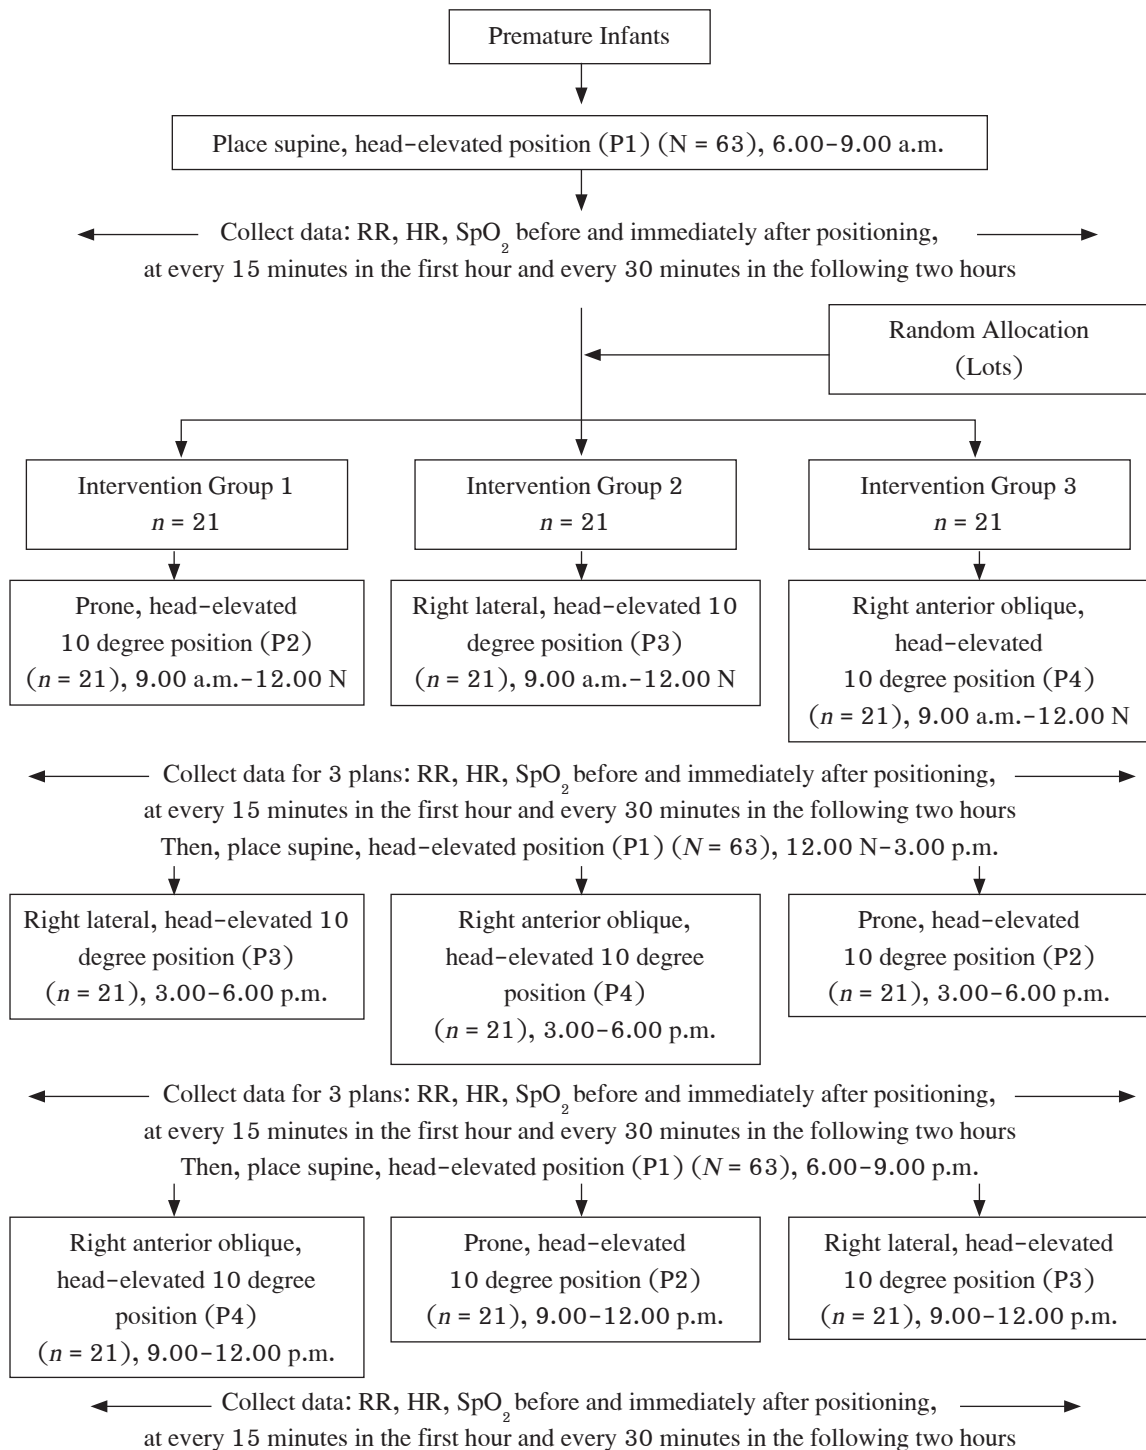 Premature Infants
Place supine, head-elevated position (P1) (N = 63), 6.00-9.00 a.m.
Collect data: RR, HR, SpO₂ before and immediately after positioning,
at every 15 minutes in the first hour and every 30 minutes in the following two hours
Random Allocation
(Lots)
Intervention Group 1
n = 21
Intervention Group 2
n = 21
Intervention Group 3
n = 21
Prone, head-elevated
10 degree position (P2)
(n = 21), 9.00 a.m.-12.00 N
Right lateral, head-elevated 10
degree position (P3)
(n = 21), 9.00 a.m.-12.00 N
Right anterior oblique,
head-elevated
10 degree position (P4)
(n = 21), 9.00 a.m.-12.00 N
Collect data for 3 plans: RR, HR, SpO₂ before and immediately after positioning,
at every 15 minutes in the first hour and every 30 minutes in the following two hours
Then, place supine, head-elevated position (P1) (N = 63), 12.00 N-3.00 p.m.
Right lateral, head-elevated 10
degree position (P3)
(n = 21), 3.00-6.00 p.m.
Right anterior oblique,
head-elevated 10 degree
position (P4)
(n = 21), 3.00-6.00 p.m.
Prone, head-elevated
10 degree position (P2)
(n = 21), 3.00-6.00 p.m.
Collect data for 3 plans: RR, HR, SpO₂ before and immediately after positioning,
at every 15 minutes in the first hour and every 30 minutes in the following two hours
Then, place supine, head-elevated position (P1) (N = 63), 6.00-9.00 p.m.
Right anterior oblique,
head-elevated 10 degree
position (P4)
(n = 21), 9.00-12.00 p.m.
Prone, head-elevated
10 degree position (P2)
(n = 21), 9.00-12.00 p.m.
Right lateral, head-elevated
10 degree position (P3)
(n = 21), 9.00-12.00 p.m.
Collect data: RR, HR, SpO₂ before and immediately after positioning,
at every 15 minutes in the first hour and every 30 minutes in the following two hours